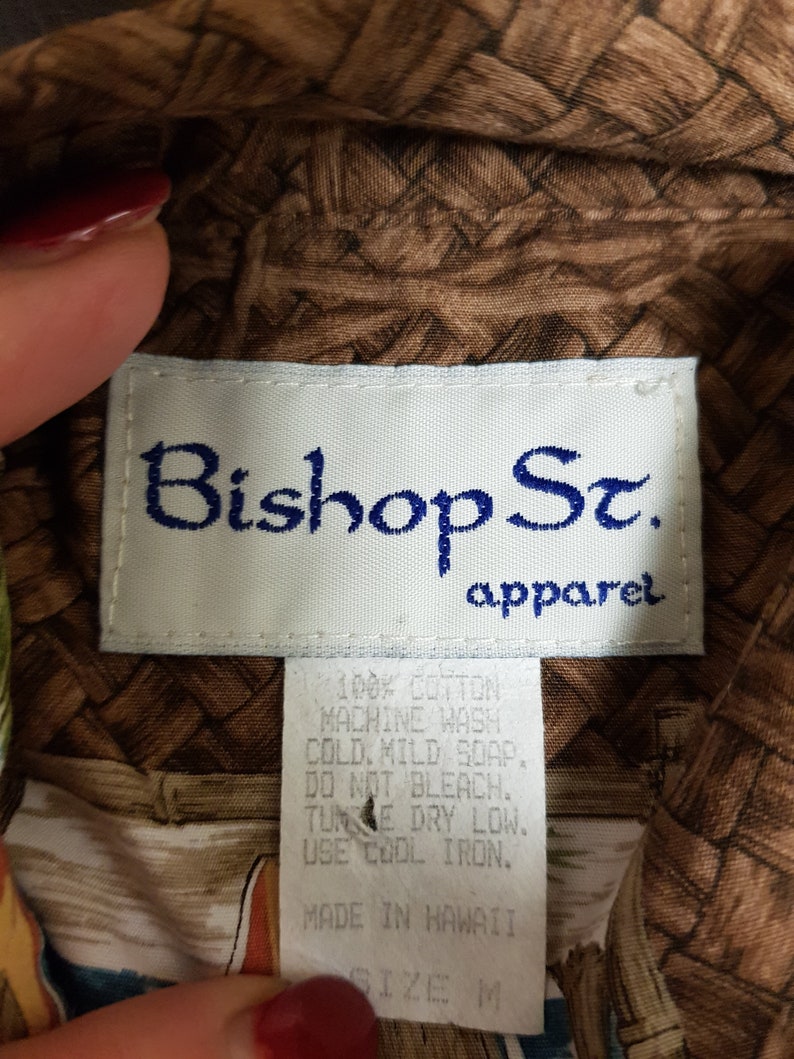 Bishop St.
apparel
100% COTTON
MACHINE WASH
COLD. MILD SOAP.
DO NOT BLEACH.
TUMBLE DRY LOW.
USE COOL IRON.
MADE IN HAWAII
SIZE M